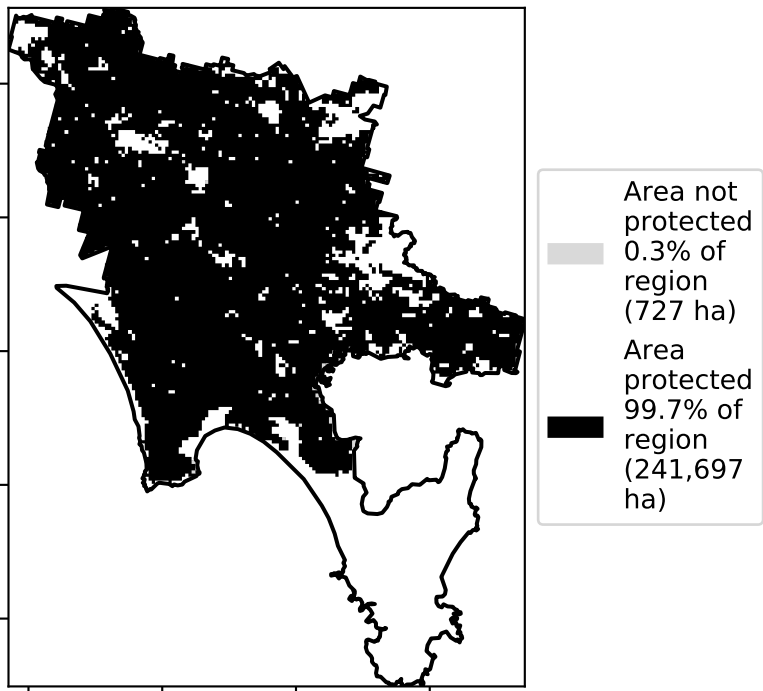 Area not
protected
0.3% of
region
(727 ha)
Area
protected
99.7% of
region
(241,697
ha)